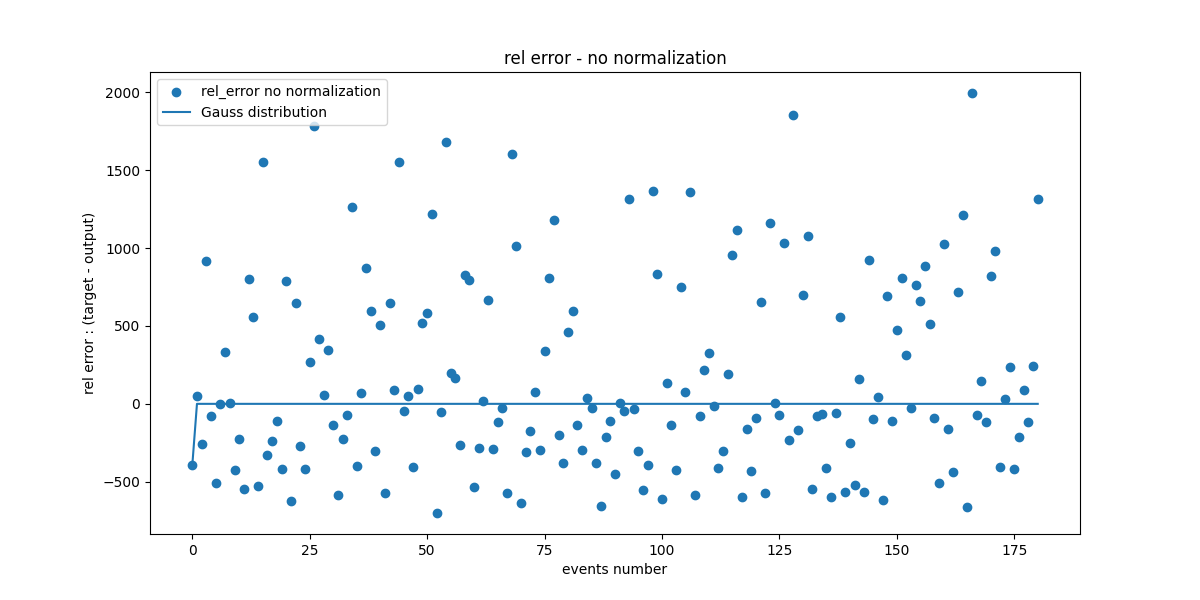 rel error - no normalization
rel_error no normalization
Gauss distribution
rel error : (target - output)
2000
1500
1000
500
0
−500
0 25 50 75 100 125 150 175
events number